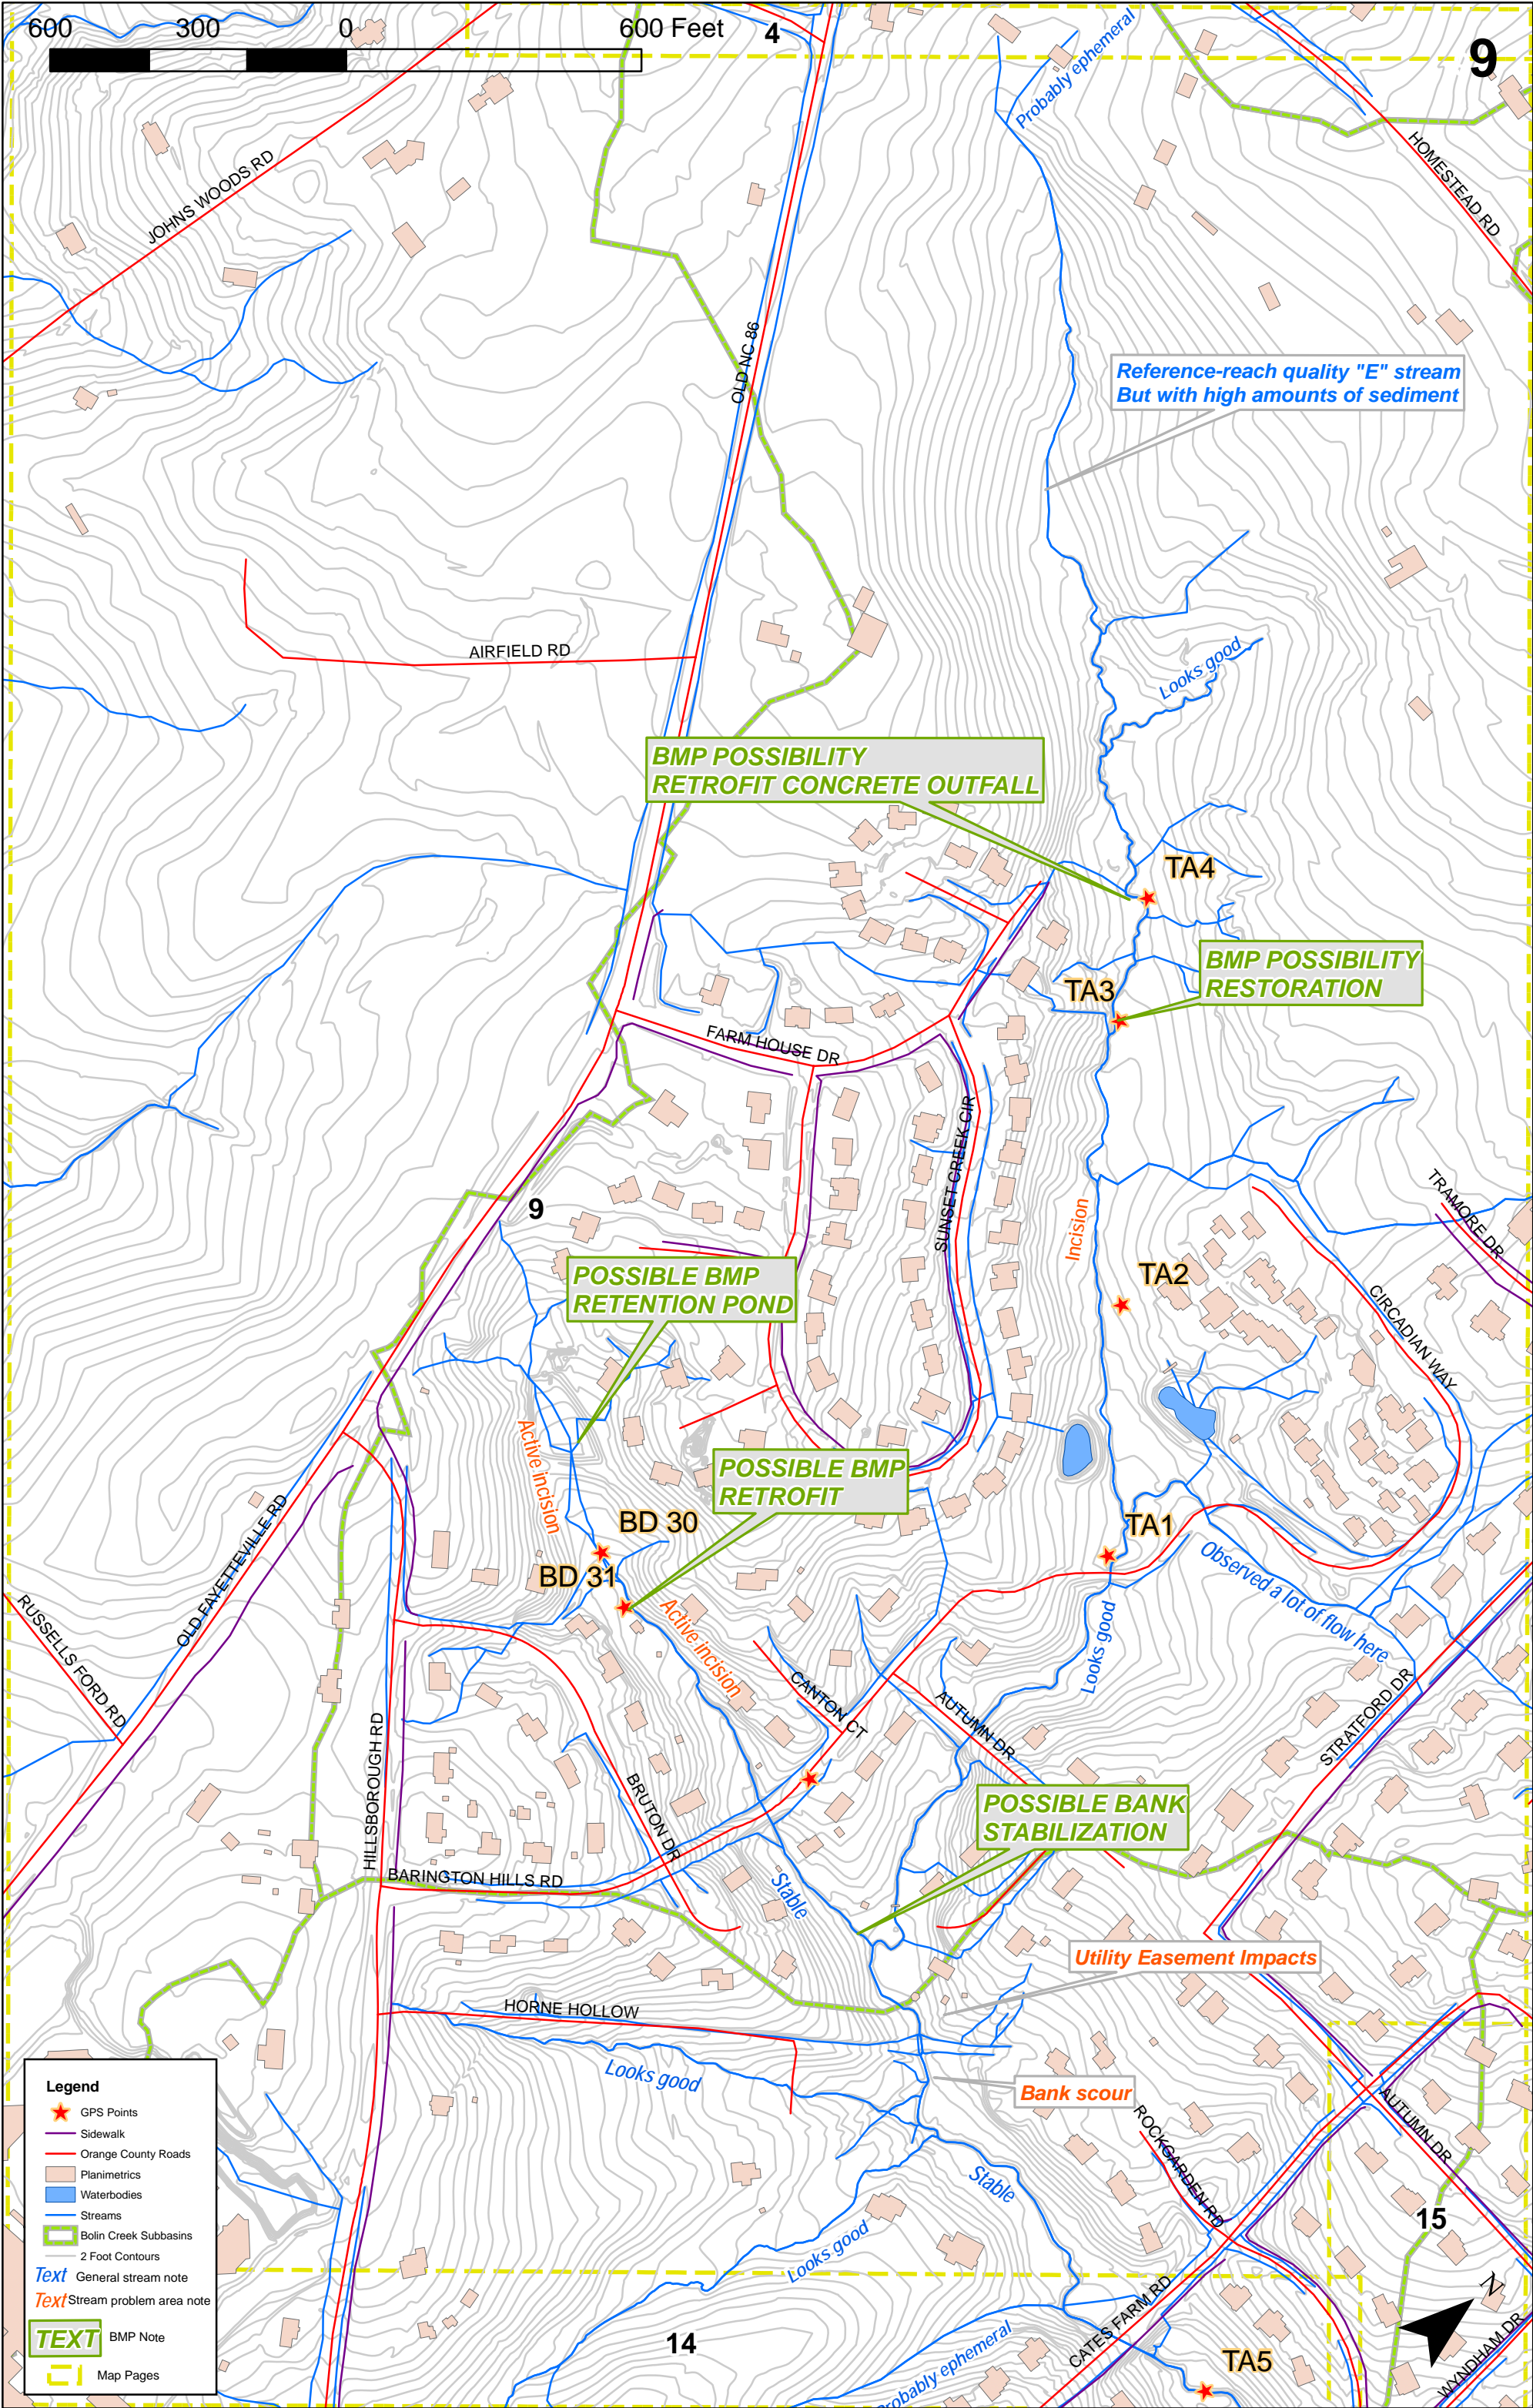 600 300 0 600 Feet
4
9
Probably ephemeral
HOMESTEAD RD
JOHNS WOODS RD
OLD NC 86
Reference-reach quality "E" stream
But with high amounts of sediment
AIRFIELD RD
Looks good
BMP POSSIBILITY
RETROFIT CONCRETE OUTFALL
TA4
BMP POSSIBILITY
RESTORATION
TA3
FARM HOUSE DR
SUNSET CREEK CIR
TRAMORE DR
9
Incision
TA2
POSSIBLE BMP
RETENTION POND
CIRCADIAN WAY
Active incision
POSSIBLE BMP
RETROFIT
BD 30
TA1
OLD FAYETTEVILLE RD
BD 31
Observed a lot of flow here
RUSSELLS FORD RD
Active incision
Looks good
CANTON CT
AUTUMN DR
STRATFORD DR
HILLSBOROUGH RD
BRUTON DR
POSSIBLE BANK
STABILIZATION
BARINGTON HILLS RD
Stable
Utility Easement Impacts
HORNE HOLLOW
Looks good
Bank scour
AUTUMN DR
ROCKGARDEN RD
Stable
15
Looks good
CATES FARM RD
N
14
WYNDHAM DR
Probably ephemeral
TA5
Legend
GPS Points
Sidewalk
Orange County Roads
Planimetrics
Waterbodies
Streams
Bolin Creek Subbasins
2 Foot Contours
Text General stream note
Text Stream problem area note
TEXT BMP Note
Map Pages